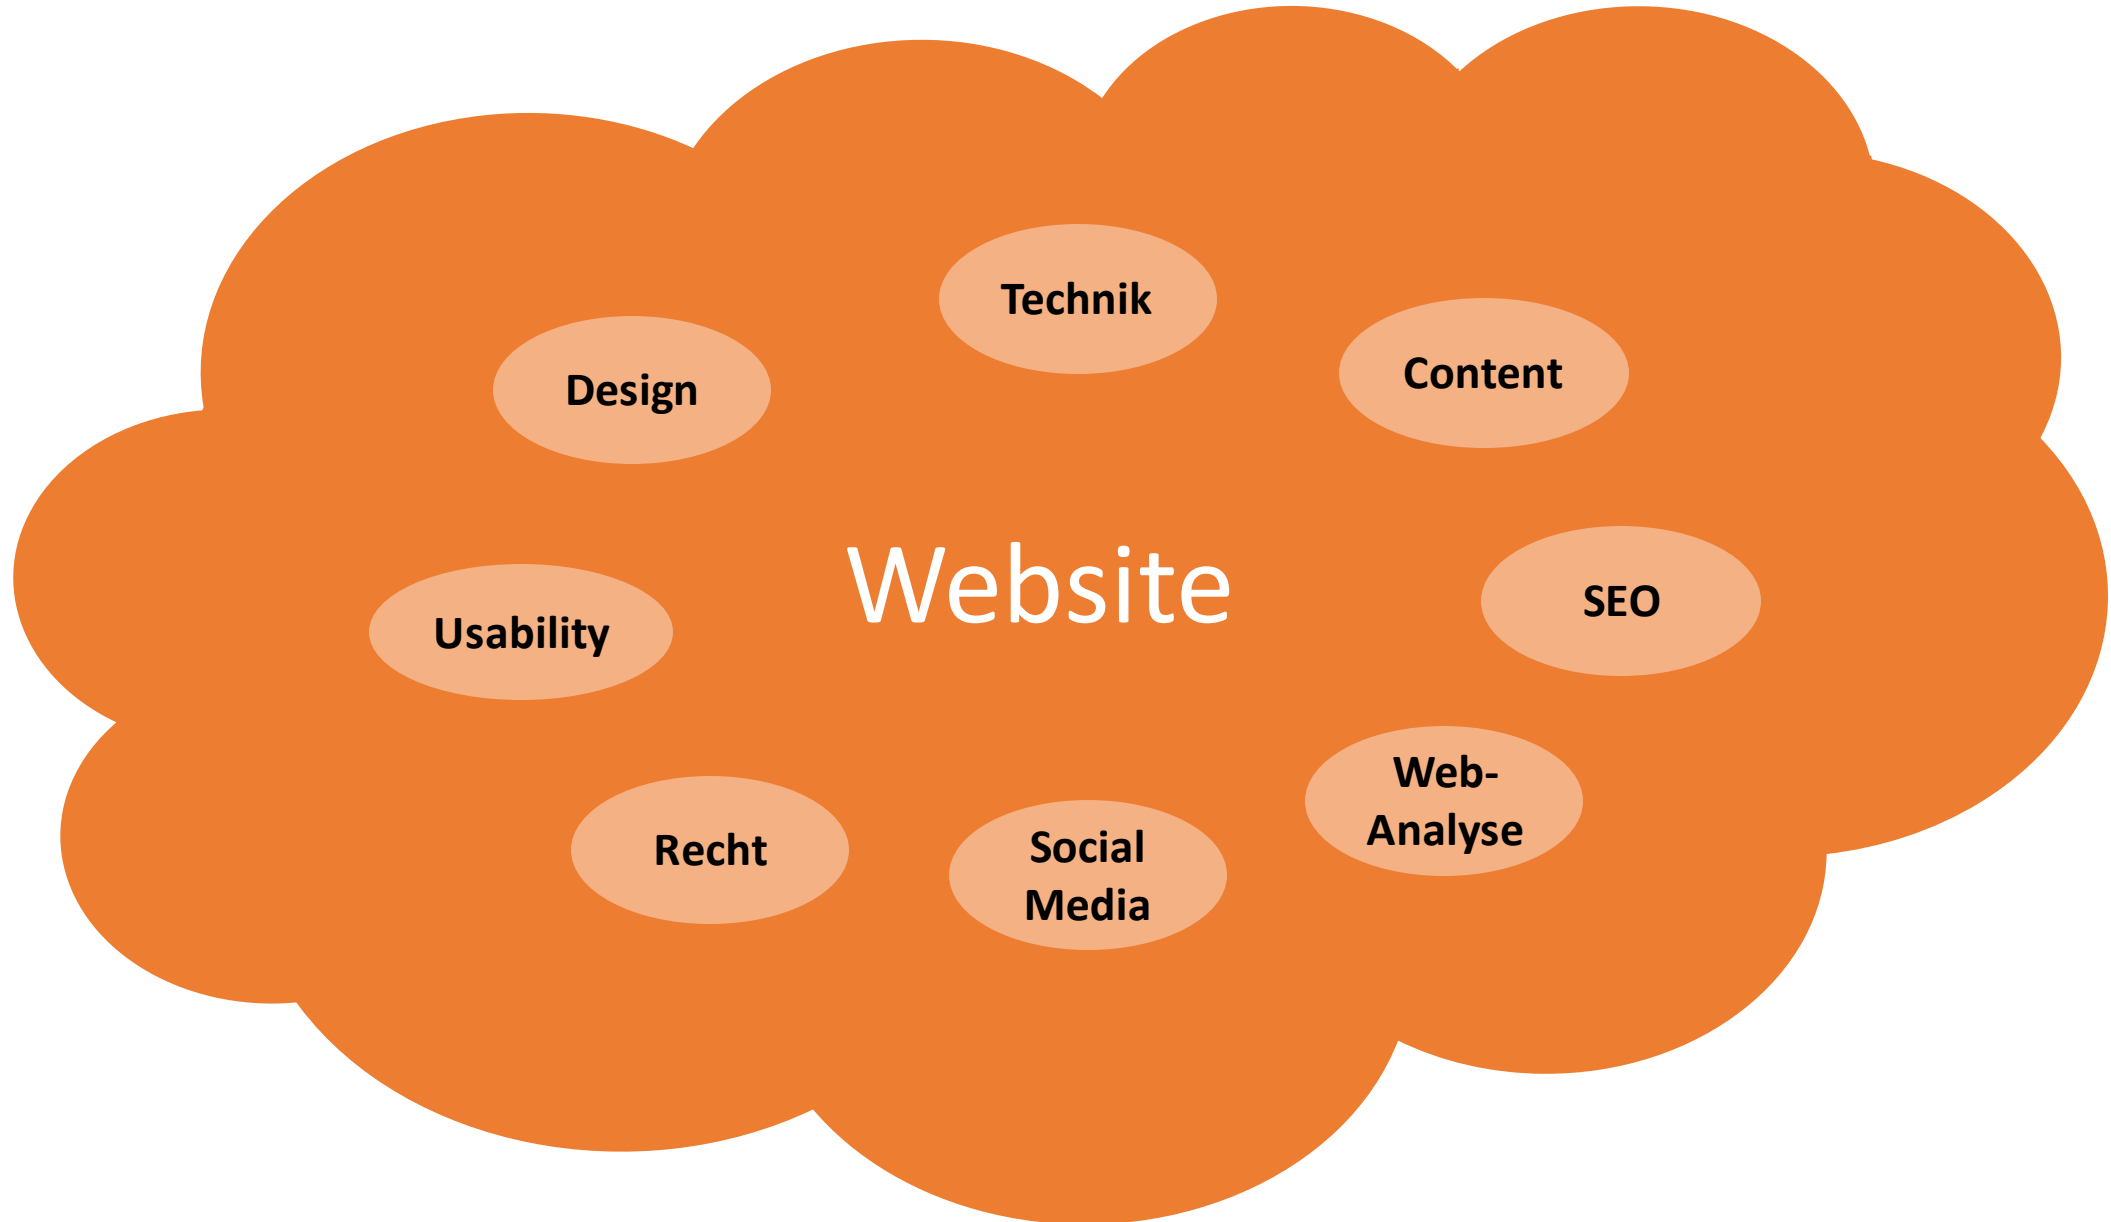 Technik
Content
Design
Website
SEO
Usability
Web-
Analyse
Recht
Social
Media